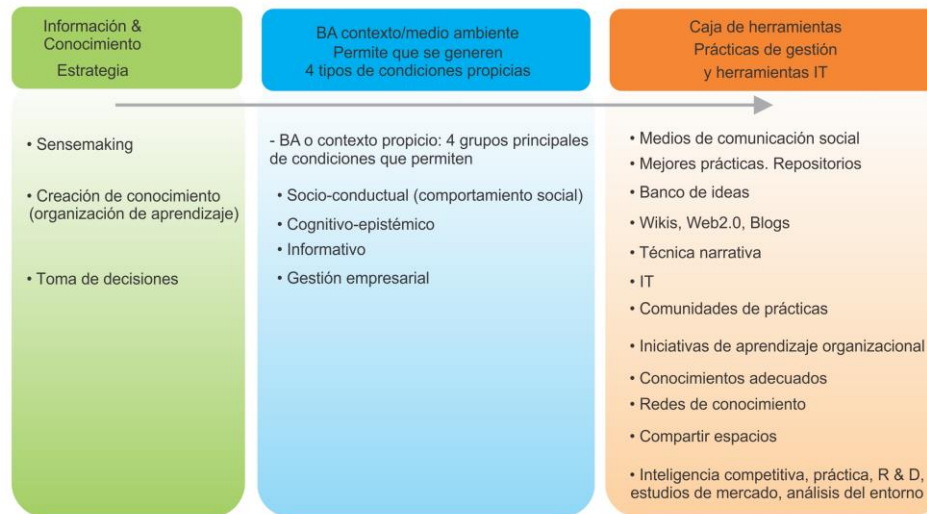 Información &
Conocimiento
Estrategia
BA contexto/medio ambiente
Permite que se generen
4 tipos de condiciones propicias
Caja de herramientas
Prácticas de gestión
y herramientas IT
• Sensemaking
• Creación de conocimiento
(organización de aprendizaje)
• Toma de decisiones
- BA o contexto propicio: 4 grupos principales
de condiciones que permiten
• Socio-conductual (comportamiento social)
• Cognitivo-epistémico
• Informativo
• Gestión empresarial
• Medios de comunicación social
• Mejores prácticas. Repositorios
• Banco de ideas
• Wikis, Web2.0, Blogs
• Técnica narrativa
• IT
• Comunidades de prácticas
• Iniciativas de aprendizaje organizacional
• Conocimientos adecuados
• Redes de conocimiento
• Compartir espacios
• Inteligencia competitiva, práctica, R & D,
estudios de mercado, análisis del entorno